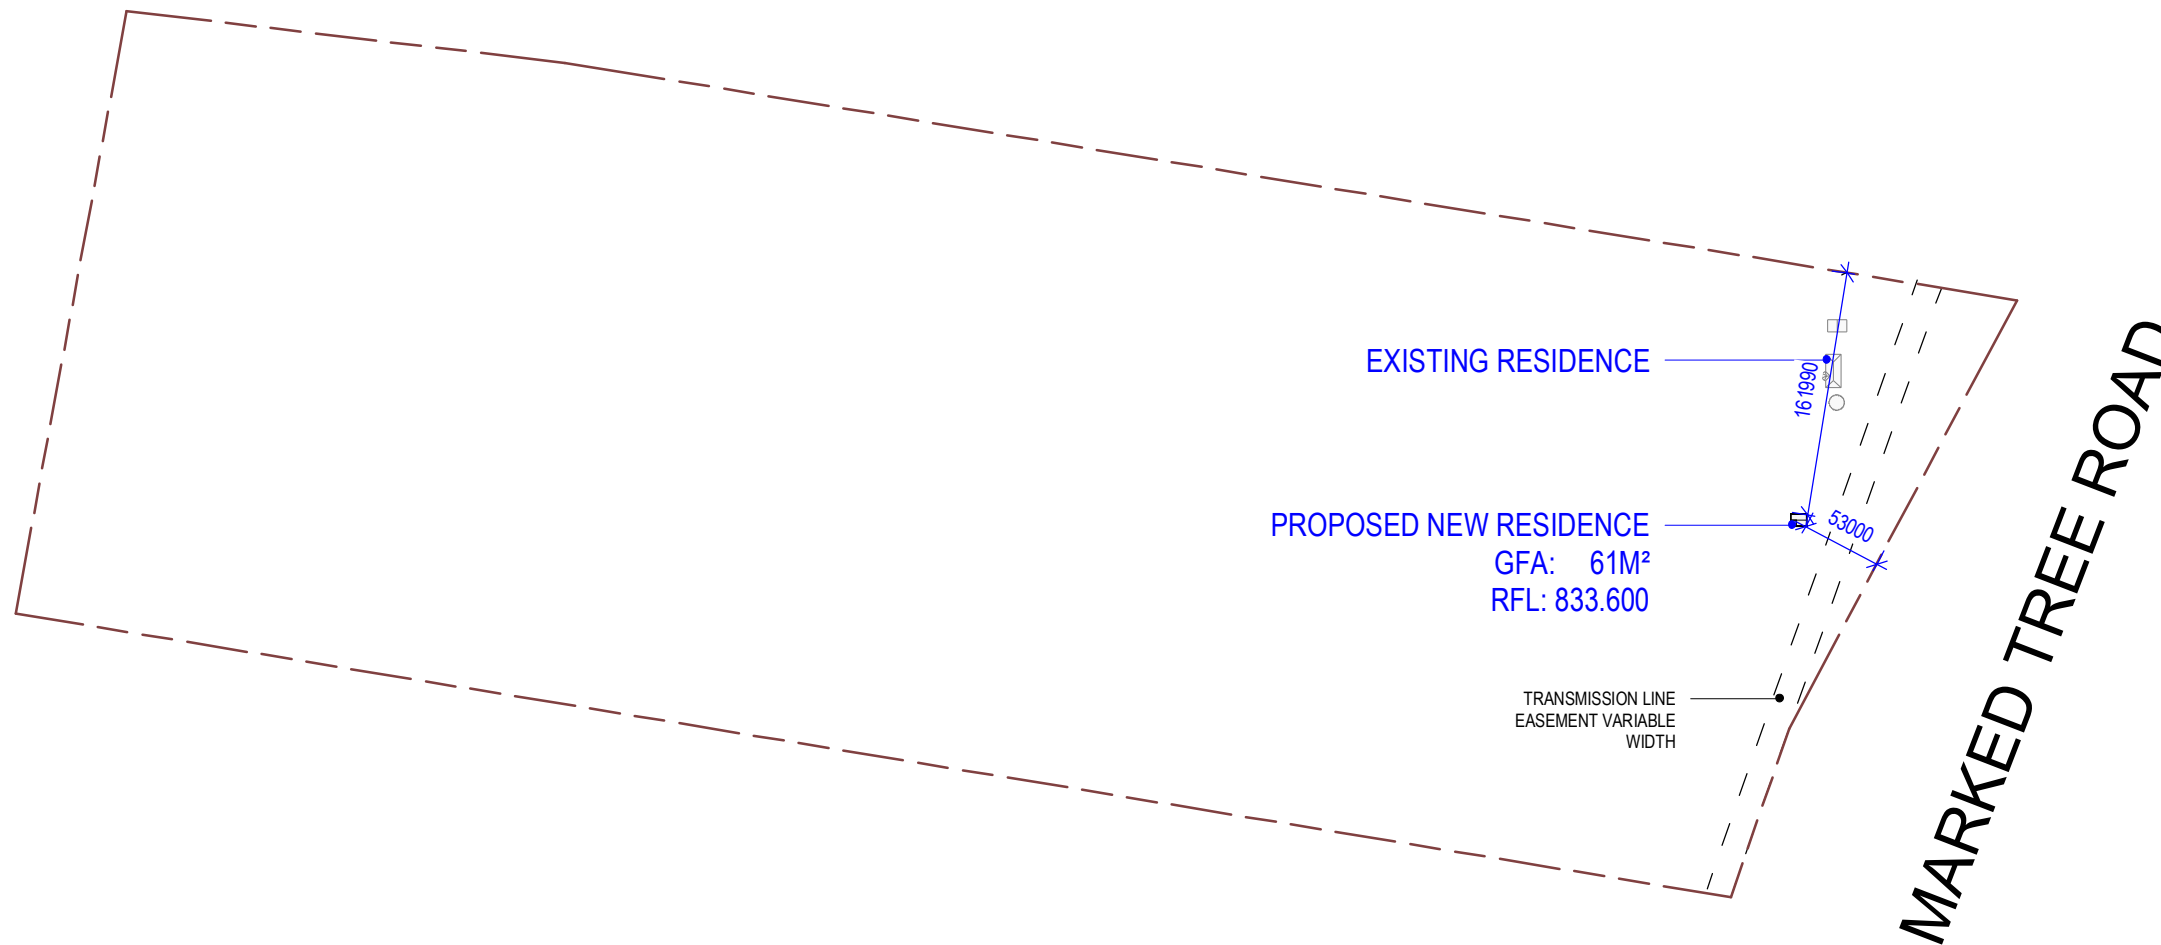 EXISTING RESIDENCE
161990
PROPOSED NEW RESIDENCE
GFA: 61M²
RFL: 833.600
53000
TRANSMISSION LINE
EASEMENT VARIABLE
WIDTH
MARKED TREE ROAD